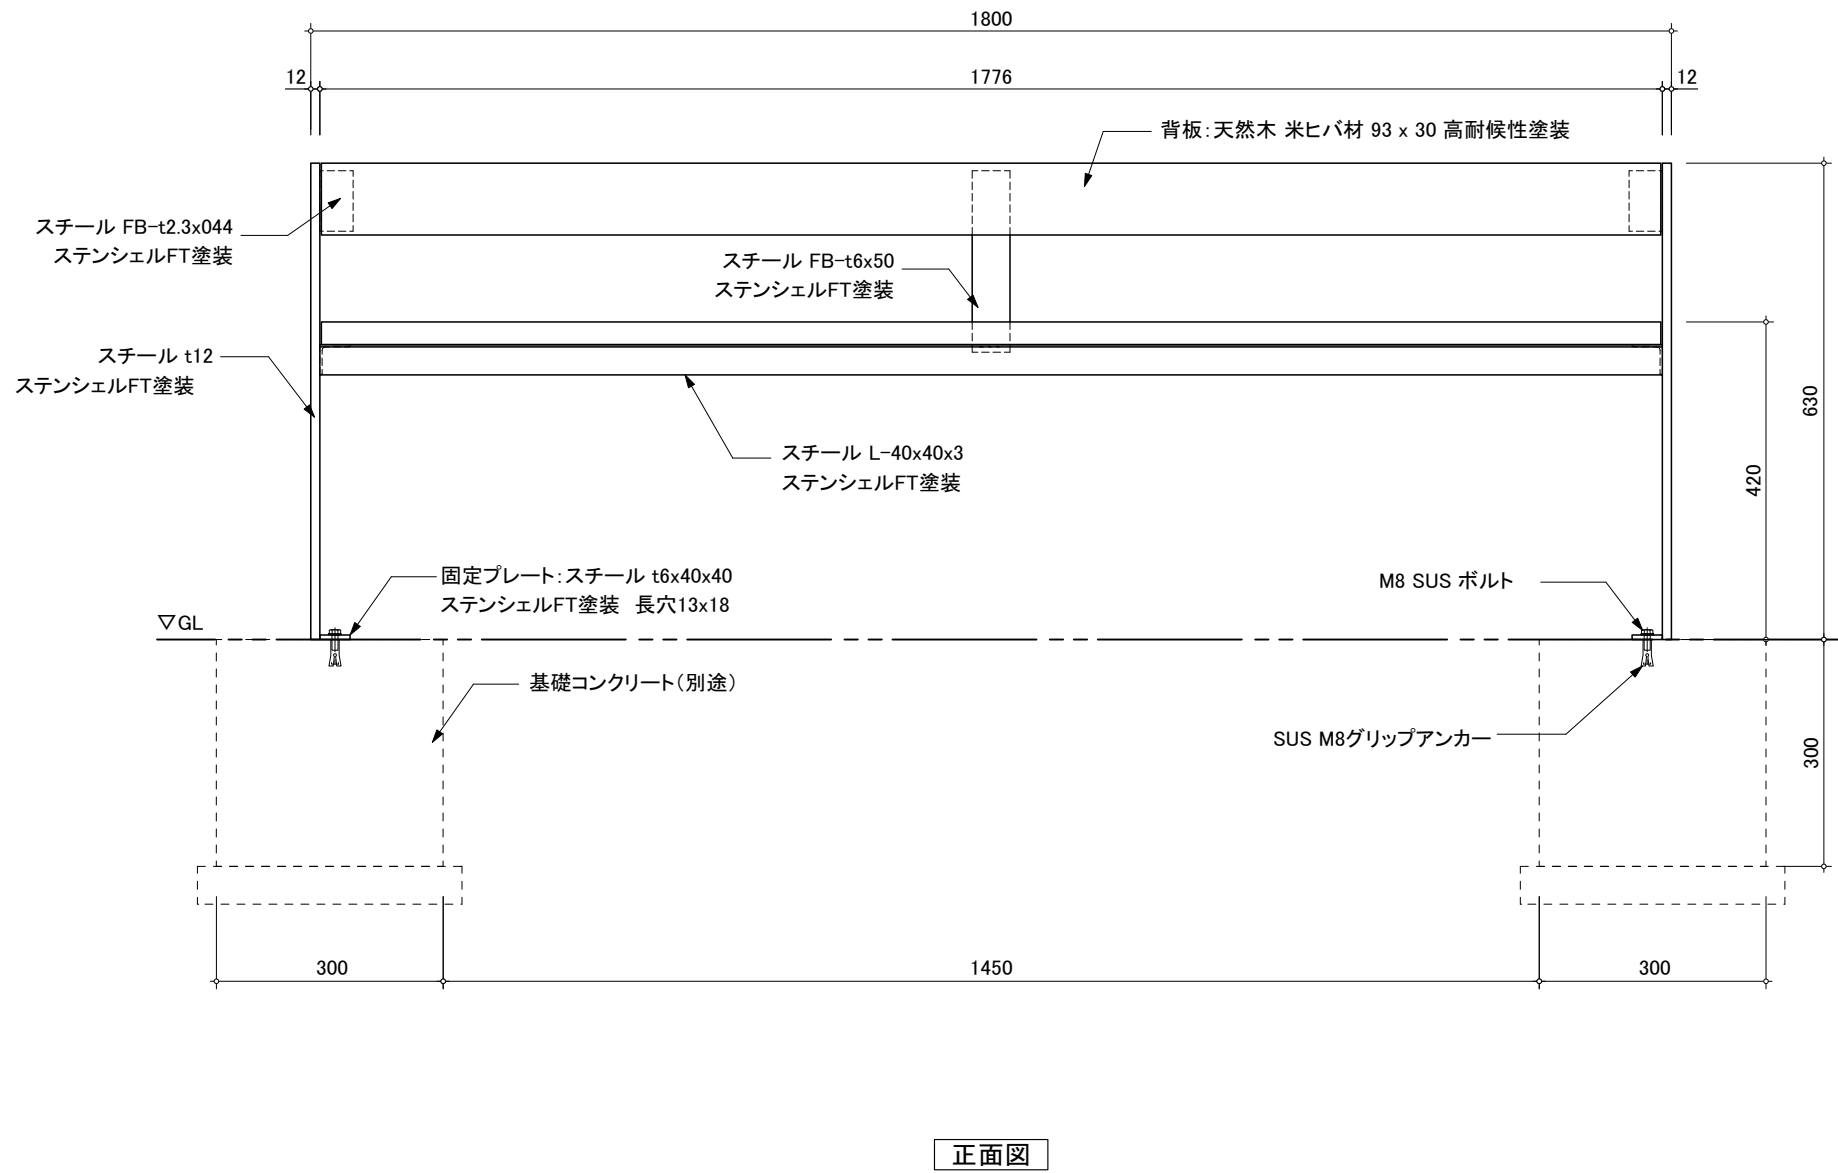 1800
12
1776
12
背板:天然木 米ヒバ材 93 x 30 高耐候性塗装
スチール FB-t2.3x044
ステンシェルFT塗装
スチール FB-t6x50
ステンシェルFT塗装
スチール t12
ステンシェルFT塗装
630
420
スチール L-40x40x3
ステンシェルFT塗装
固定プレート:スチール t6x40x40
ステンシェルFT塗装 長穴13x18
M8 SUS ボルト
▽GL
基礎コンクリート(別途)
SUS M8グリップアンカー
300
300
1450
300
正面図